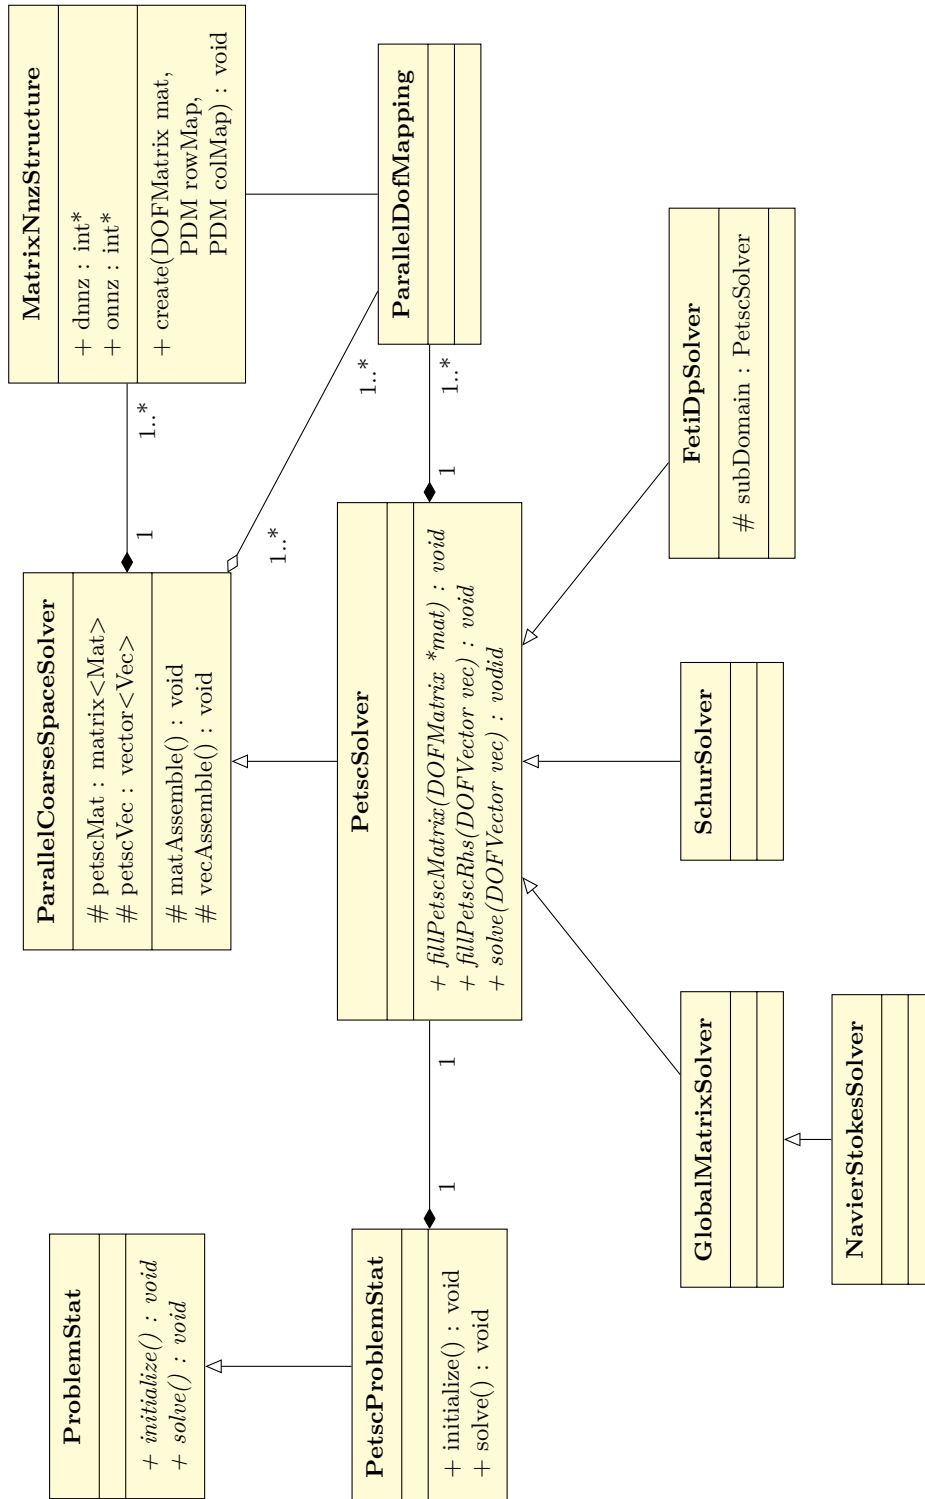 ProblemStat
+ initialize() : void
+ solve() : void
ParallelCoarseSpaceSolver
# petscMat : matrix<Mat>
# petscVec : vector<Vec>
# matAssemble() : void
# vecAssemble() : void
MatrixNnzStructure
+ dnnz : int*
+ onnz : int*
+ create(DOFMatrix mat,
PDM rowMap,
PDM colMap) : void
1
1..*
1..*
1..*
PetscProblemStat
+ initialize() : void
+ solve() : void
1
1
PetscSolver
+ fillPetscMatrix(DOFMatrix *mat) : void
+ fillPetscRhs(DOFVector vec) : void
+ solve(DOFVector vec) : vodid
1
1..*
ParallelDofMapping
GlobalMatrixSolver
SchurSolver
FetiDpSolver
# subDomain : PetscSolver
NavierStokesSolver